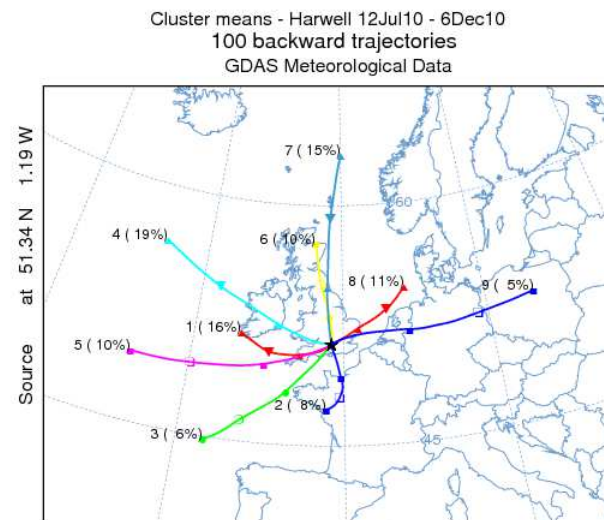 Cluster means - Harwell 12Jul10 - 6Dec10
100 backward trajectories
GDAS Meteorological Data
Source at 51.34 N 1.19 W
7 ( 15%)
60
4 ( 19%)
6 ( 10%)
8 ( 11%)
9 ( 5%)
1 ( 16%)
5 ( 10%)
2 ( 8%)
3 ( 6%)
45